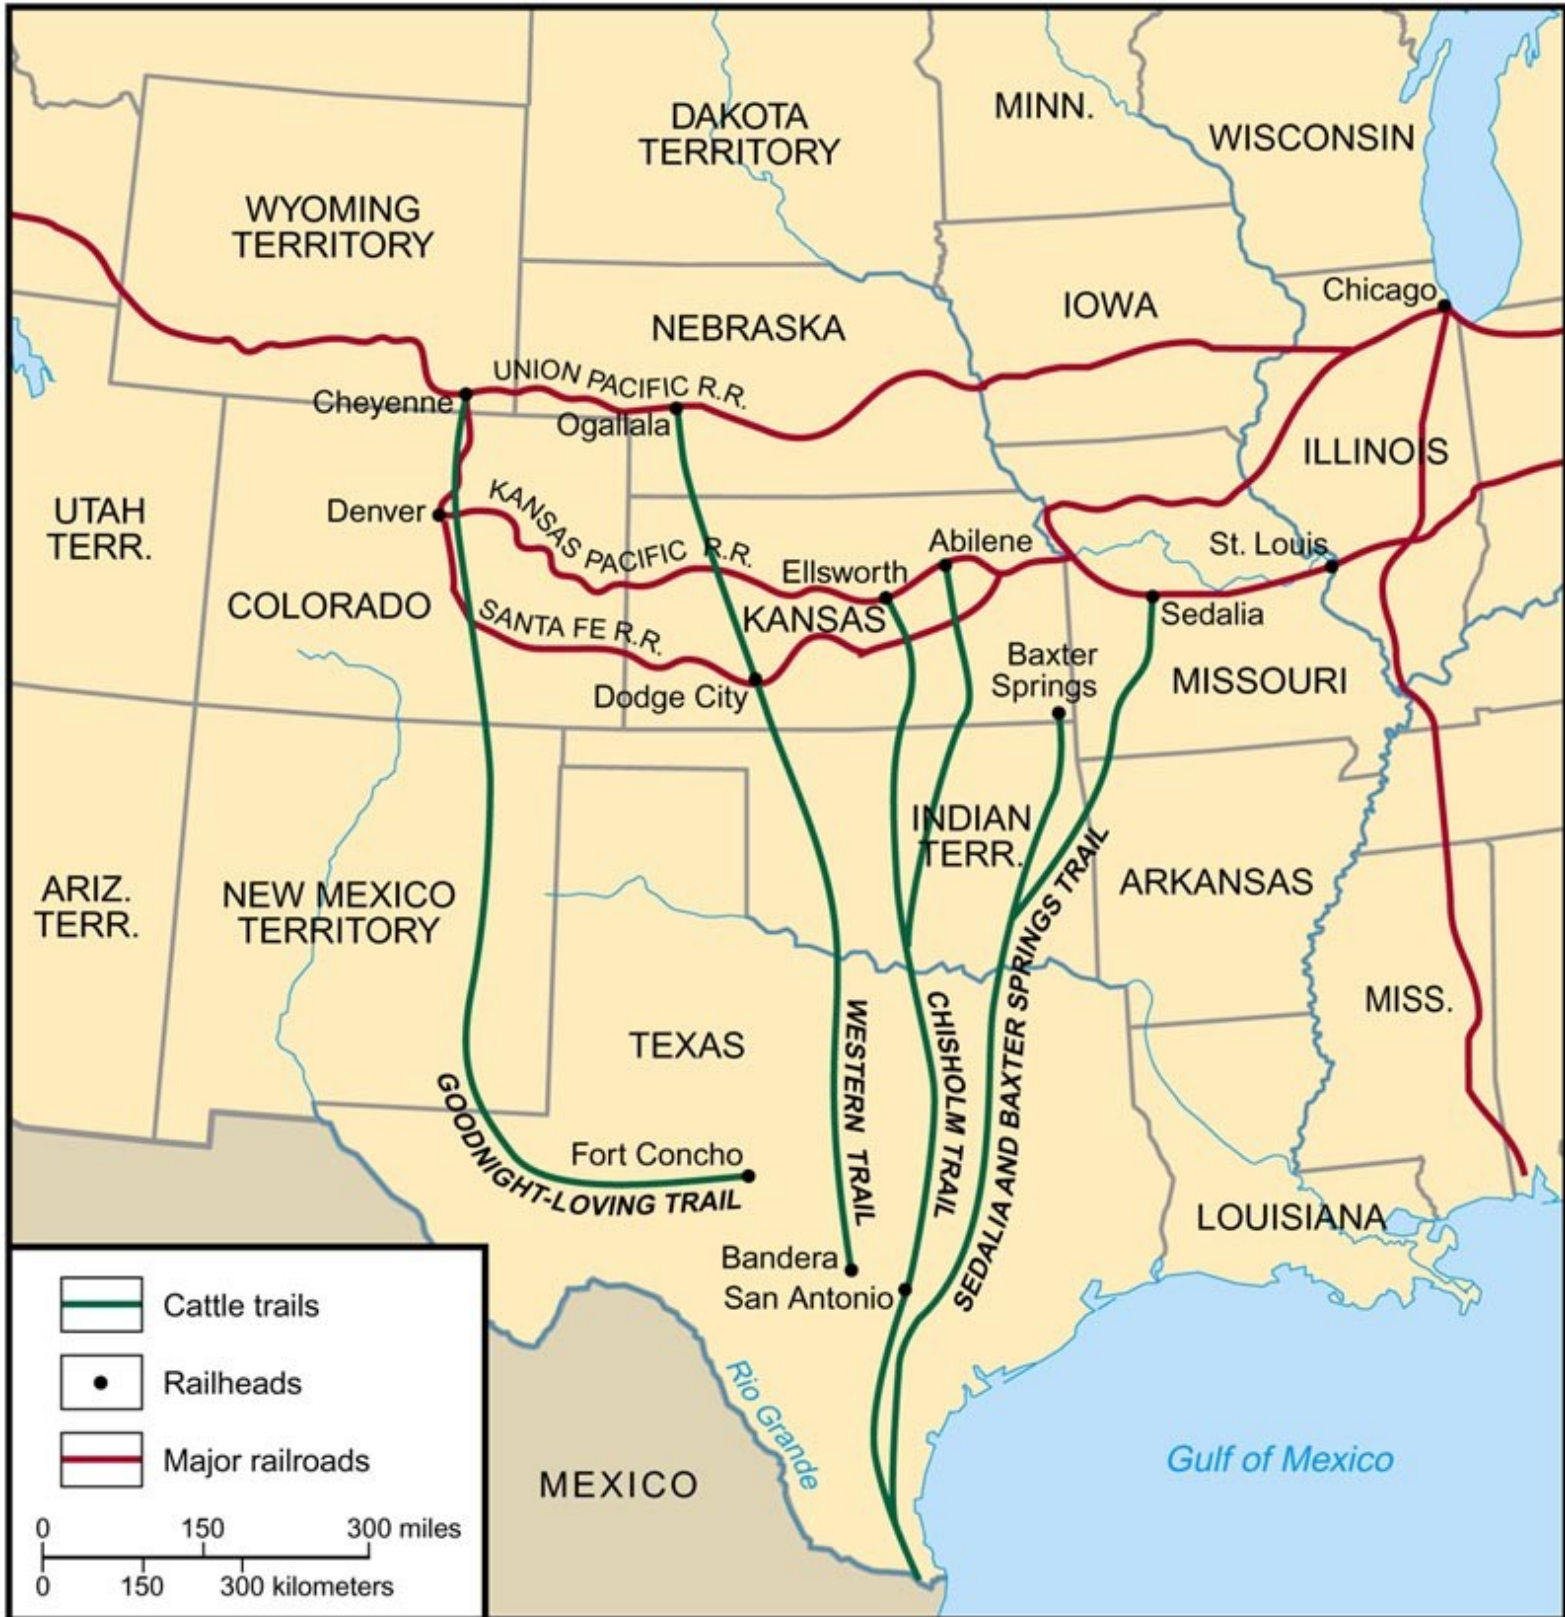 DAKOTA
TERRITORY
MINN.
WISCONSIN
WYOMING
TERRITORY
Chicago
IOWA
NEBRASKA
UNION PACIFIC R.R.
Cheyenne
Ogallala
ILLINOIS
UTAH
TERR.
Denver
KANSAS PACIFIC R.R.
Abilene
St. Louis
Ellsworth
COLORADO
SANTA FE R.R.
KANSAS
Sedalia
Baxter
Springs
MISSOURI
Dodge City
INDIAN
TERR.
ARIZ.
TERR.
NEW MEXICO
TERRITORY
ARKANSAS
MISS.
TEXAS
GOODNIGHT-LOVING TRAIL
WESTERN TRAIL
CHISHOLM TRAIL
SEDALIA AND BAXTER SPRINGS TRAIL
Fort Concho
LOUISIANA
Bandera
San Antonio
Rio Grande
Gulf of Mexico
MEXICO
Cattle trails
Railheads
Major railroads
0 150 300 miles
0 150 300 kilometers